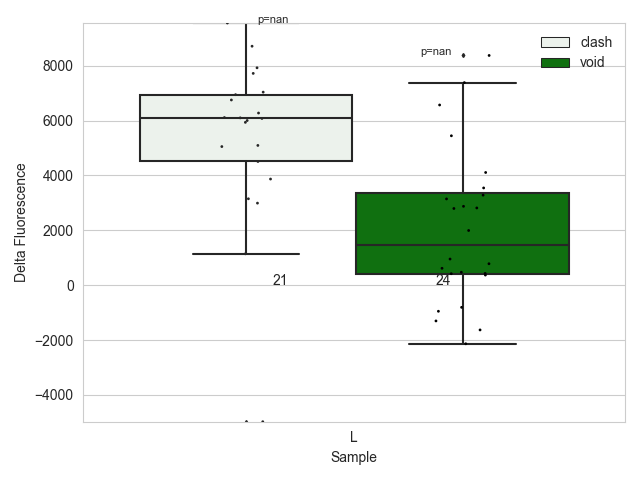 p=nan
p=nan
clash
void
8000
6000
4000
2000
0
−2000
−4000
21
24
Delta Fluorescence
L
Sample